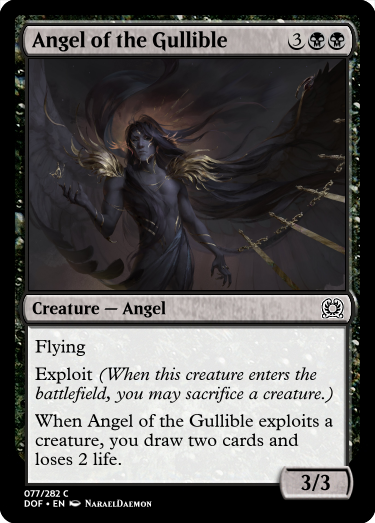 Angel of the Gullible 3
Creature — Angel
Flying
Exploit (When this creature enters the
battlefield, you may sacrifice a creature.)
When Angel of the Gullible exploits a
creature, you draw two cards and
loses 2 life.
3/3
077/282 C
DOF • EN NaraelDaemon